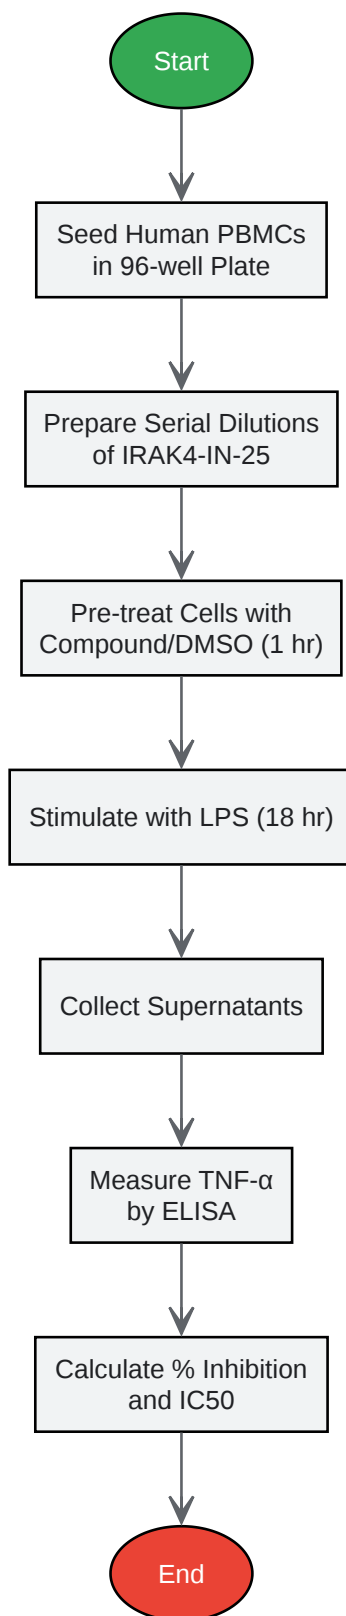 Start
Seed Human PBMCs
in 96-well Plate
Prepare Serial Dilutions
of IRAK4-IN-25
Pre-treat Cells with
Compound/DMSO (1 hr)
Stimulate with LPS (18 hr)
Collect Supernatants
Measure TNF-α
by ELISA
Calculate % Inhibition
and IC50
End